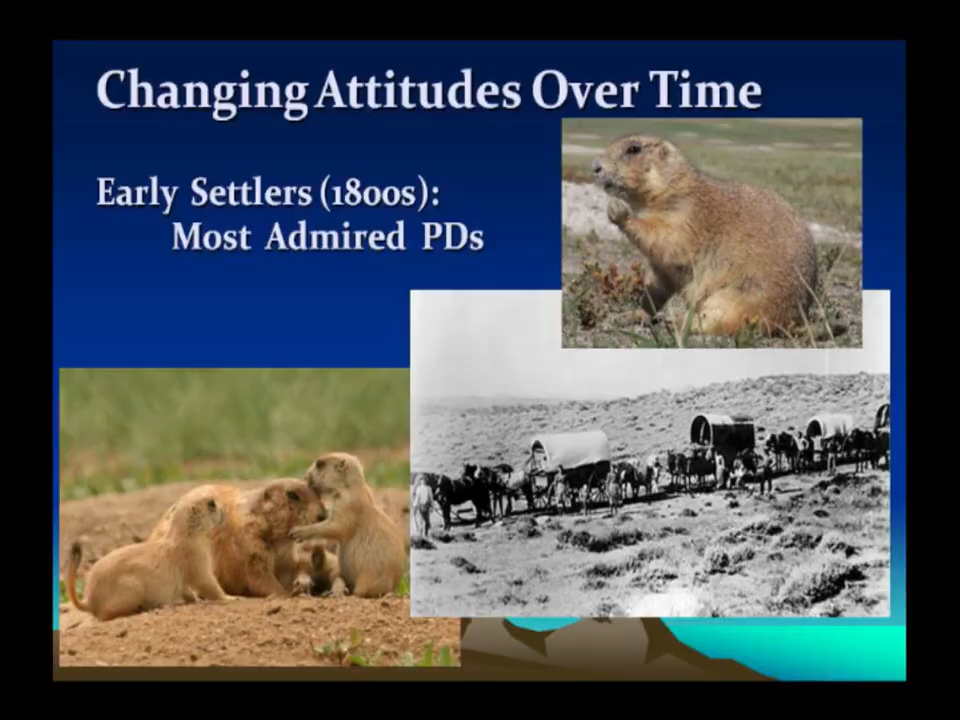 Changing Attitudes Over Time
Early Settlers (1800s):
Most Admired PDs